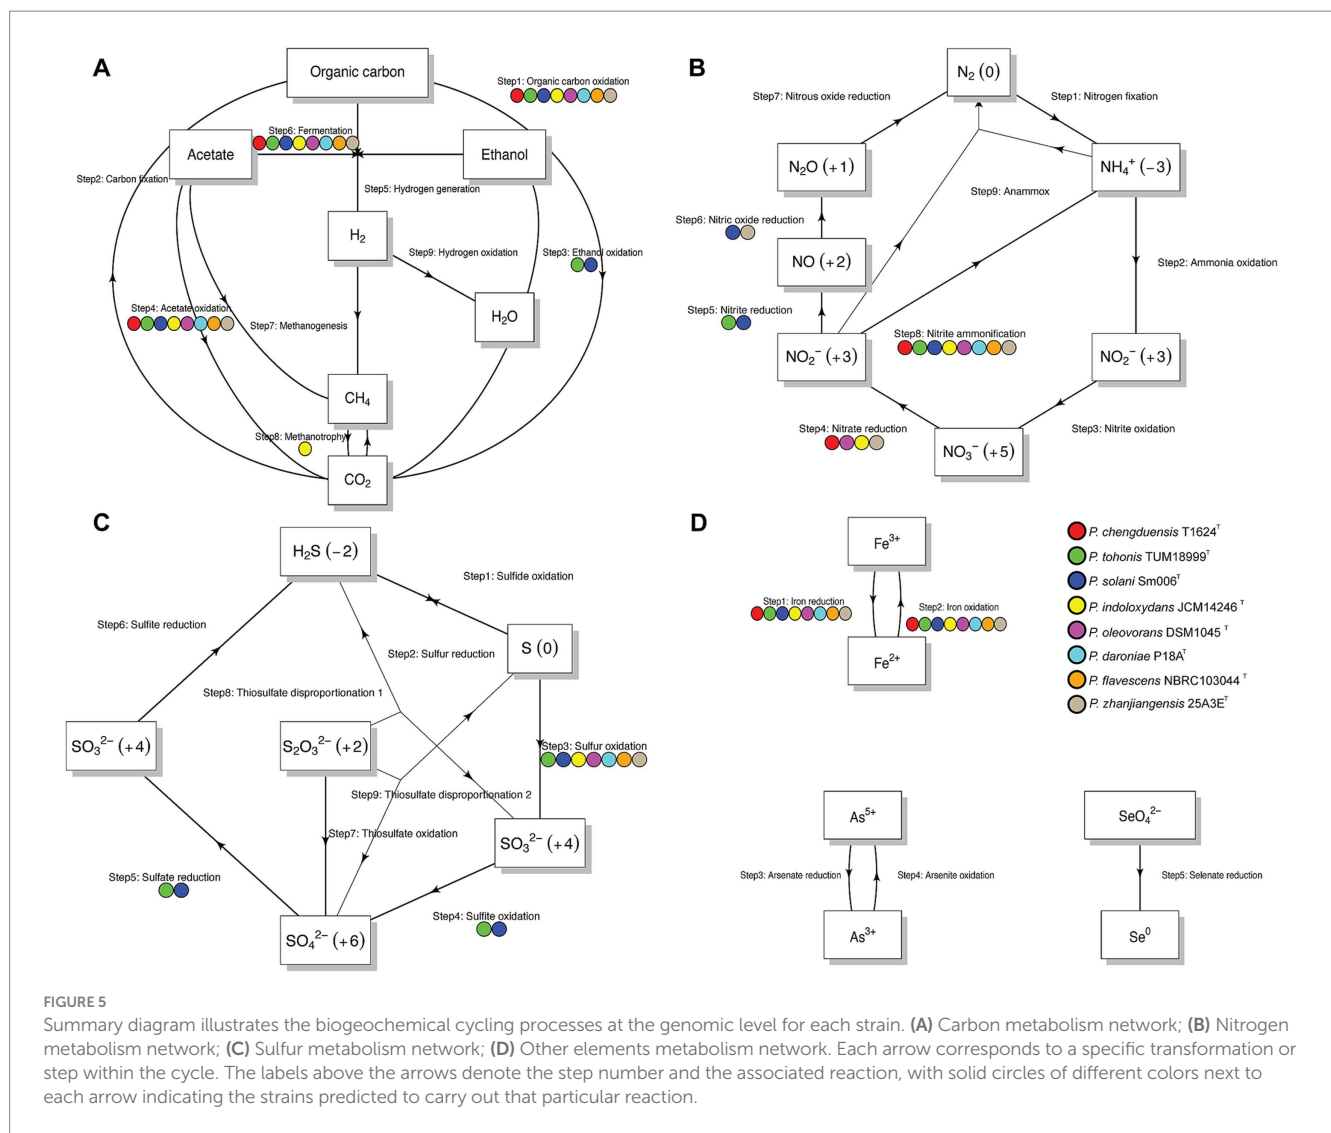 A
Organic carbon
Step1: Organic carbon oxidation
Step6: Fermentation
Acetate
Ethanol
Step2: Carbon fixation
Step5: Hydrogen generation
H₂
Step9: Hydrogen oxidation
Step3: Ethanol oxidation
Step4: Acetate oxidation
H₂O
Step7: Methanogenesis
CH₄
Step8: Methanotrophy
CO₂
B
N₂ (0)
Step7: Nitrous oxide reduction
Step1: Nitrogen fixation
N₂O (+1)
NH₄⁺ (−3)
Step9: Anammox
Step6: Nitric oxide reduction
NO (+2)
Step2: Ammonia oxidation
Step5: Nitrite reduction
NO₂⁻ (+3)
Step8: Nitrite ammonification
NO₂⁻ (+3)
Step4: Nitrate reduction
Step3: Nitrite oxidation
NO₃⁻ (+5)
C
H₂S (−2)
Step1: Sulfide oxidation
Step6: Sulfite reduction
Step2: Sulfur reduction
S (0)
Step8: Thiosulfate disproportionation 1
SO₃²⁻ (+4)
S₂O₃²⁻ (+2)
Step3: Sulfur oxidation
Step9: Thiosulfate disproportionation 2
Step7: Thiosulfate oxidation
SO₃²⁻ (+4)
Step5: Sulfate reduction
Step4: Sulfite oxidation
SO₄²⁻ (+6)
D
Fe³⁺
Step1: Iron reduction
Step2: Iron oxidation
Fe²⁺
P. chengduensis T1624ᵀ
P. tohonis TUM18999ᵀ
P. solani Sm006ᵀ
P. indoloxydans JCM14246 ᵀ
P. oleovorans DSM1045 ᵀ
P. daroniae P18Aᵀ
P. flavescens NBRC103044 ᵀ
P. zhanjiangensis 25A3Eᵀ
As⁵⁺
SeO₄²⁻
Step3: Arsenate reduction
Step4: Arsenite oxidation
Step5: Selenate reduction
As³⁺
Se⁰
FIGURE 5
Summary diagram illustrates the biogeochemical cycling processes at the genomic level for each strain. (A) Carbon metabolism network; (B) Nitrogen
metabolism network; (C) Sulfur metabolism network; (D) Other elements metabolism network. Each arrow corresponds to a specific transformation or
step within the cycle. The labels above the arrows denote the step number and the associated reaction, with solid circles of different colors next to
each arrow indicating the strains predicted to carry out that particular reaction.